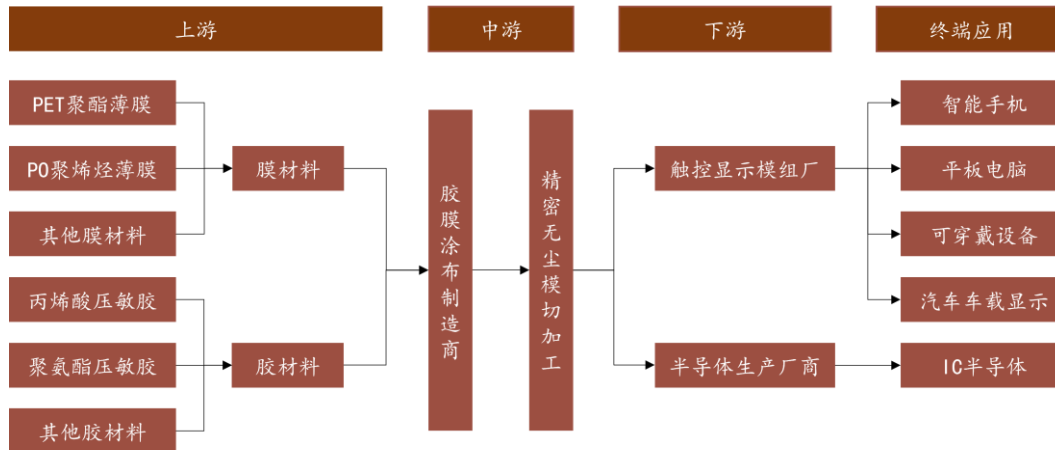 上游
中游
下游
终端应用
PET聚酯薄膜
PO聚烯烃薄膜
其他膜材料
丙烯酸压敏胶
聚氨酯压敏胶
其他胶材料
膜材料
胶材料
胶膜涂布制造商
精密无尘模切加工
触控显示模组厂
半导体生产厂商
智能手机
平板电脑
可穿戴设备
汽车车载显示
IC半导体